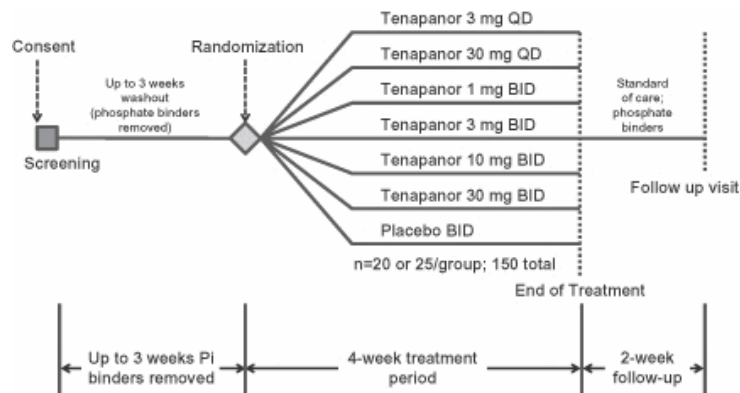 Consent
Randomization
Up to 3 weeks
washout
(phosphate binders
removed)
Screening
Tenapanor 3 mg QD
Tenapanor 30 mg QD
Tenapanor 1 mg BID
Tenapanor 3 mg BID
Tenapanor 10 mg BID
Tenapanor 30 mg BID
Placebo BID
n=20 or 25/group; 150 total
Standard
of care;
phosphate
binders
Follow up visit
End of Treatment
Up to 3 weeks Pi
binders removed
4-week treatment
period
2-week
follow-up